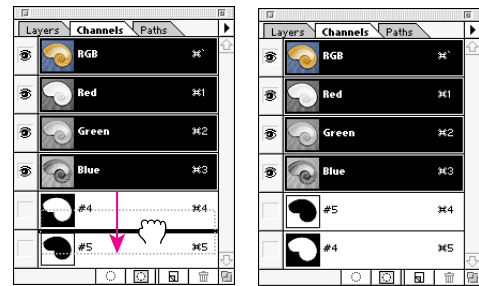 Layers Channels Paths
RGB ⌘`
Red ⌘1
Green ⌘2
Blue ⌘3
#4 ⌘4
#5 ⌘5
Layers Channels Paths
RGB ⌘`
Red ⌘1
Green ⌘2
Blue ⌘3
#5 ⌘4
#4 ⌘5